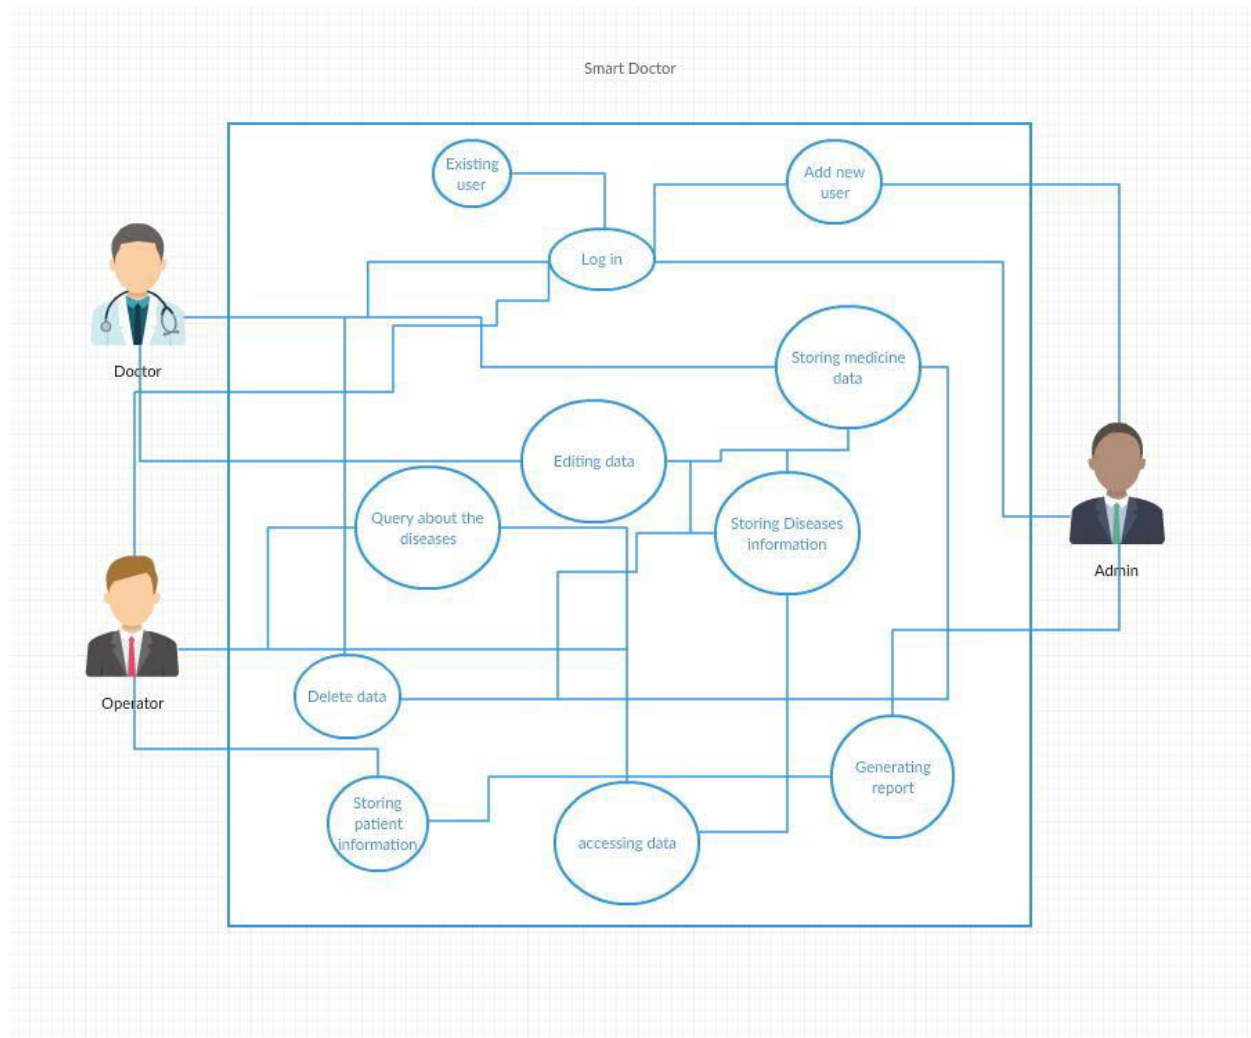 Smart Doctor
Existing
user
Add new
user
Log in
Storing medicine
data
Doctor
Editing data
Query about the
diseases
Storing Diseases
information
Admin
Delete data
Operator
Generating
report
Storing
patient
information
accessing data